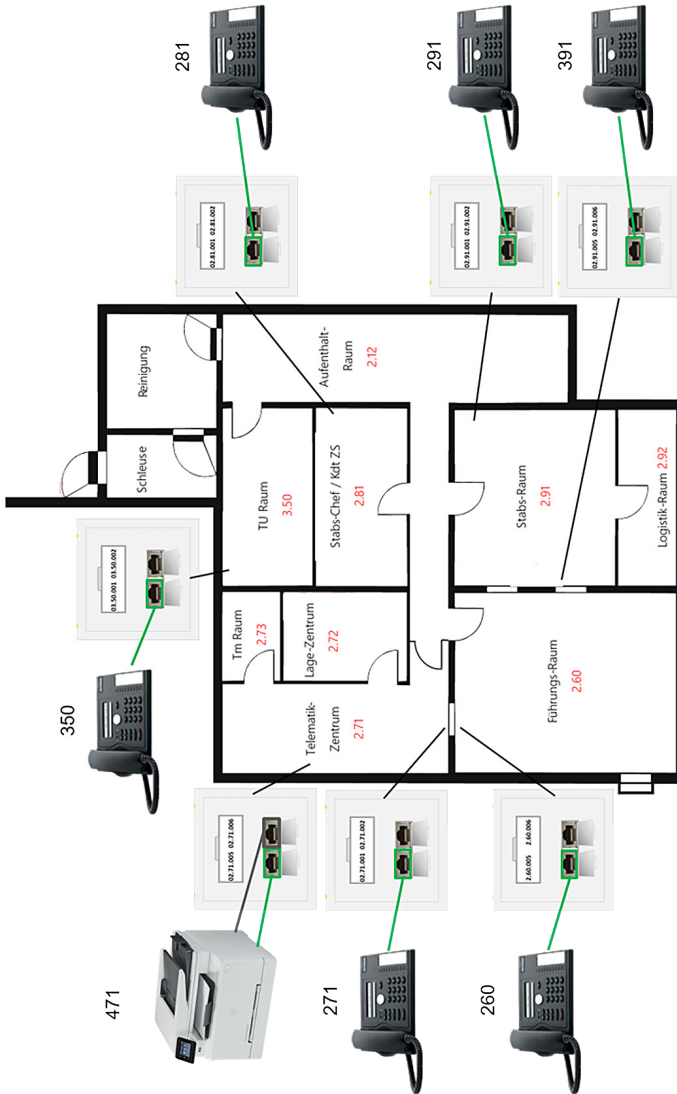 350
471
281
03.50.001 03.50.002
Schleuse
Reinigung
02.71.005 02.71.006
02.81.001 02.81.002
Tm Raum
2.73
TU Raum
3.50
Telematik-
Zentrum
2.71
Lage-Zentrum
2.72
Stabs-Chef / Kdt ZS
2.81
Aufenthalt-
Raum
2.12
271
02.71.001 02.71.002
291
02.91.001 02.91.002
260
2.60.005 2.60.006
Führungs-Raum
2.60
Stabs-Raum
2.91
391
02.91.005 02.91.006
Logistik-Raum 2.92